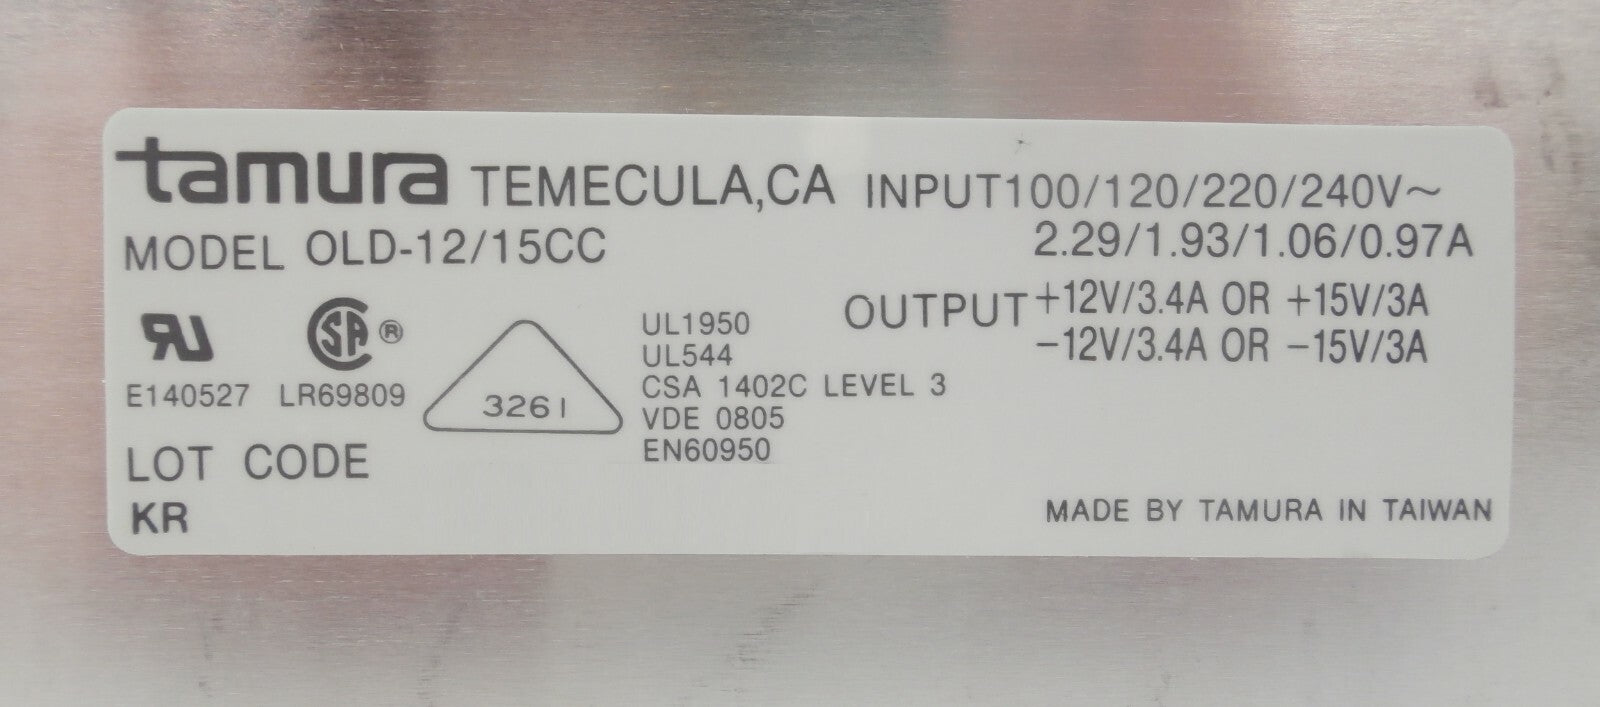 tamura TEMECULA,CA INPUT100/120/220/240V~
MODEL OLD-12/15CC 2.29/1.93/1.06/0.97A
OUTPUT +12V/3.4A OR +15V/3A
-12V/3.4A OR -15V/3A
RU SA ®
E140527 LR69809
3261
UL1950
UL544
CSA 1402C LEVEL 3
VDE 0805
EN60950
LOT CODE
KR
MADE BY TAMURA IN TAIWAN